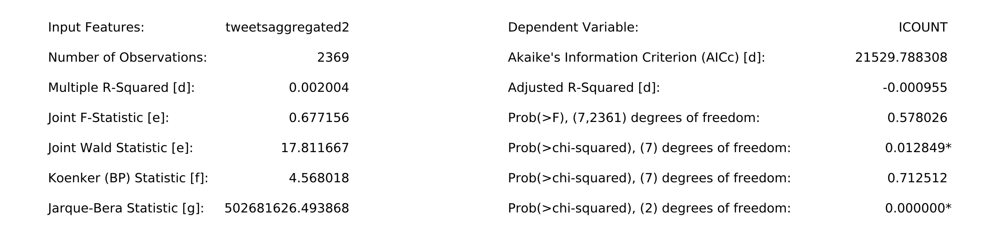 Input Features: tweetsaggregated2 Dependent Variable: ICOUNT
Number of Observations: 2369 Akaike's Information Criterion (AICc) [d]: 21529.788308
Multiple R-Squared [d]: 0.002004 Adjusted R-Squared [d]: -0.000955
Joint F-Statistic [e]: 0.677156 Prob(>F), (7,2361) degrees of freedom: 0.578026
Joint Wald Statistic [e]: 17.811667 Prob(>chi-squared), (7) degrees of freedom: 0.012849*
Koenker (BP) Statistic [f]: 4.568018 Prob(>chi-squared), (7) degrees of freedom: 0.712512
Jarque-Bera Statistic [g]: 502681626.493868 Prob(>chi-squared), (2) degrees of freedom: 0.000000*